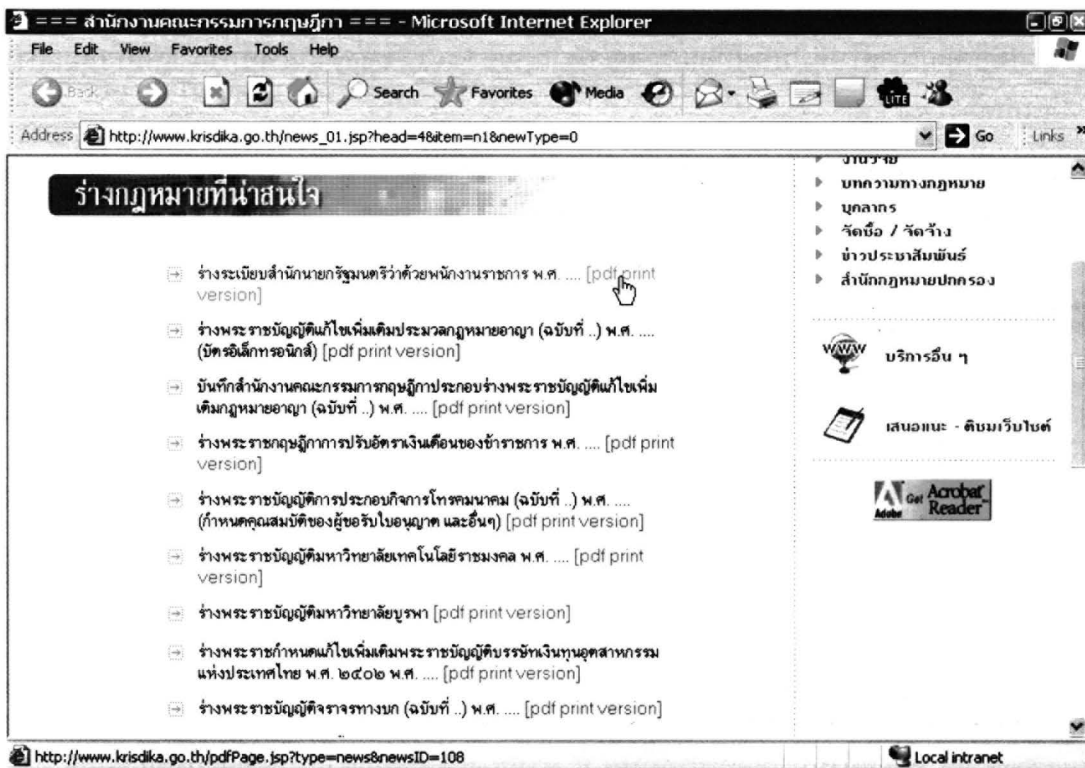 === สำนักงานคณะกรรมการกฤษฎีกา === - Microsoft Internet Explorer
File Edit View Favorites Tools Help
Back Search Favorites Media LITE
Address http://www.krisdika.go.th/news_01.jsp?head=4&item=n1&newType=0 Go Links »
ร่างกฎหมายที่น่าสนใจ
ร่างระเบียบสำนักนายกรัฐมนตรีว่าด้วยพนักงานราชการ พ.ศ. .... [pdf print
version]
ร่างพระราชบัญญัติแก้ไขเพิ่มเติมประมวลกฎหมายอาญา (ฉบับที่ ..) พ.ศ. ....
(บัตรอิเล็กทรอนิกส์) [pdf print version]
บันทึกสำนักงานคณะกรรมการกฤษฎีกาประกอบร่างพระราชบัญญัติแก้ไขเพิ่ม
เติมกฎหมายอาญา (ฉบับที่ ..) พ.ศ. .... [pdf print version]
ร่างพระราชกฤษฎีกาการปรับอัตราเงินเดือนของข้าราชการ พ.ศ. .... [pdf print
version]
ร่างพระราชบัญญัติการประกอบกิจการโทรคมนาคม (ฉบับที่ ..) พ.ศ. ....
(กำหนดคุณสมบัติของผู้ขอรับใบอนุญาต และอื่นๆ) [pdf print version]
ร่างพระราชบัญญัติมหาวิทยาลัยเทคโนโลยีราชมงคล พ.ศ. .... [pdf print
version]
ร่างพระราชบัญญัติมหาวิทยาลัยบูรพา [pdf print version]
ร่างพระราชกำหนดแก้ไขเพิ่มเติมพระราชบัญญัติบรรษัทเงินทุนอุตสาหกรรม
แห่งประเทศไทย พ.ศ. ๒๕๐๒ พ.ศ. .... [pdf print version]
ร่างพระราชบัญญัติจราจรทางบก (ฉบับที่ ..) พ.ศ. .... [pdf print version]
งานวิจัย
บทความทางกฎหมาย
บุคลากร
จัดซื้อ / จัดจ้าง
ข่าวประชาสัมพันธ์
สำนักกฎหมายปกครอง
WWW บริการอื่น ๆ
เสนอแนะ - ติชมเว็บไซต์
Adobe Get Acrobat
Reader
http://www.krisdika.go.th/pdfPage.jsp?type=news&newsID=108 Local intranet